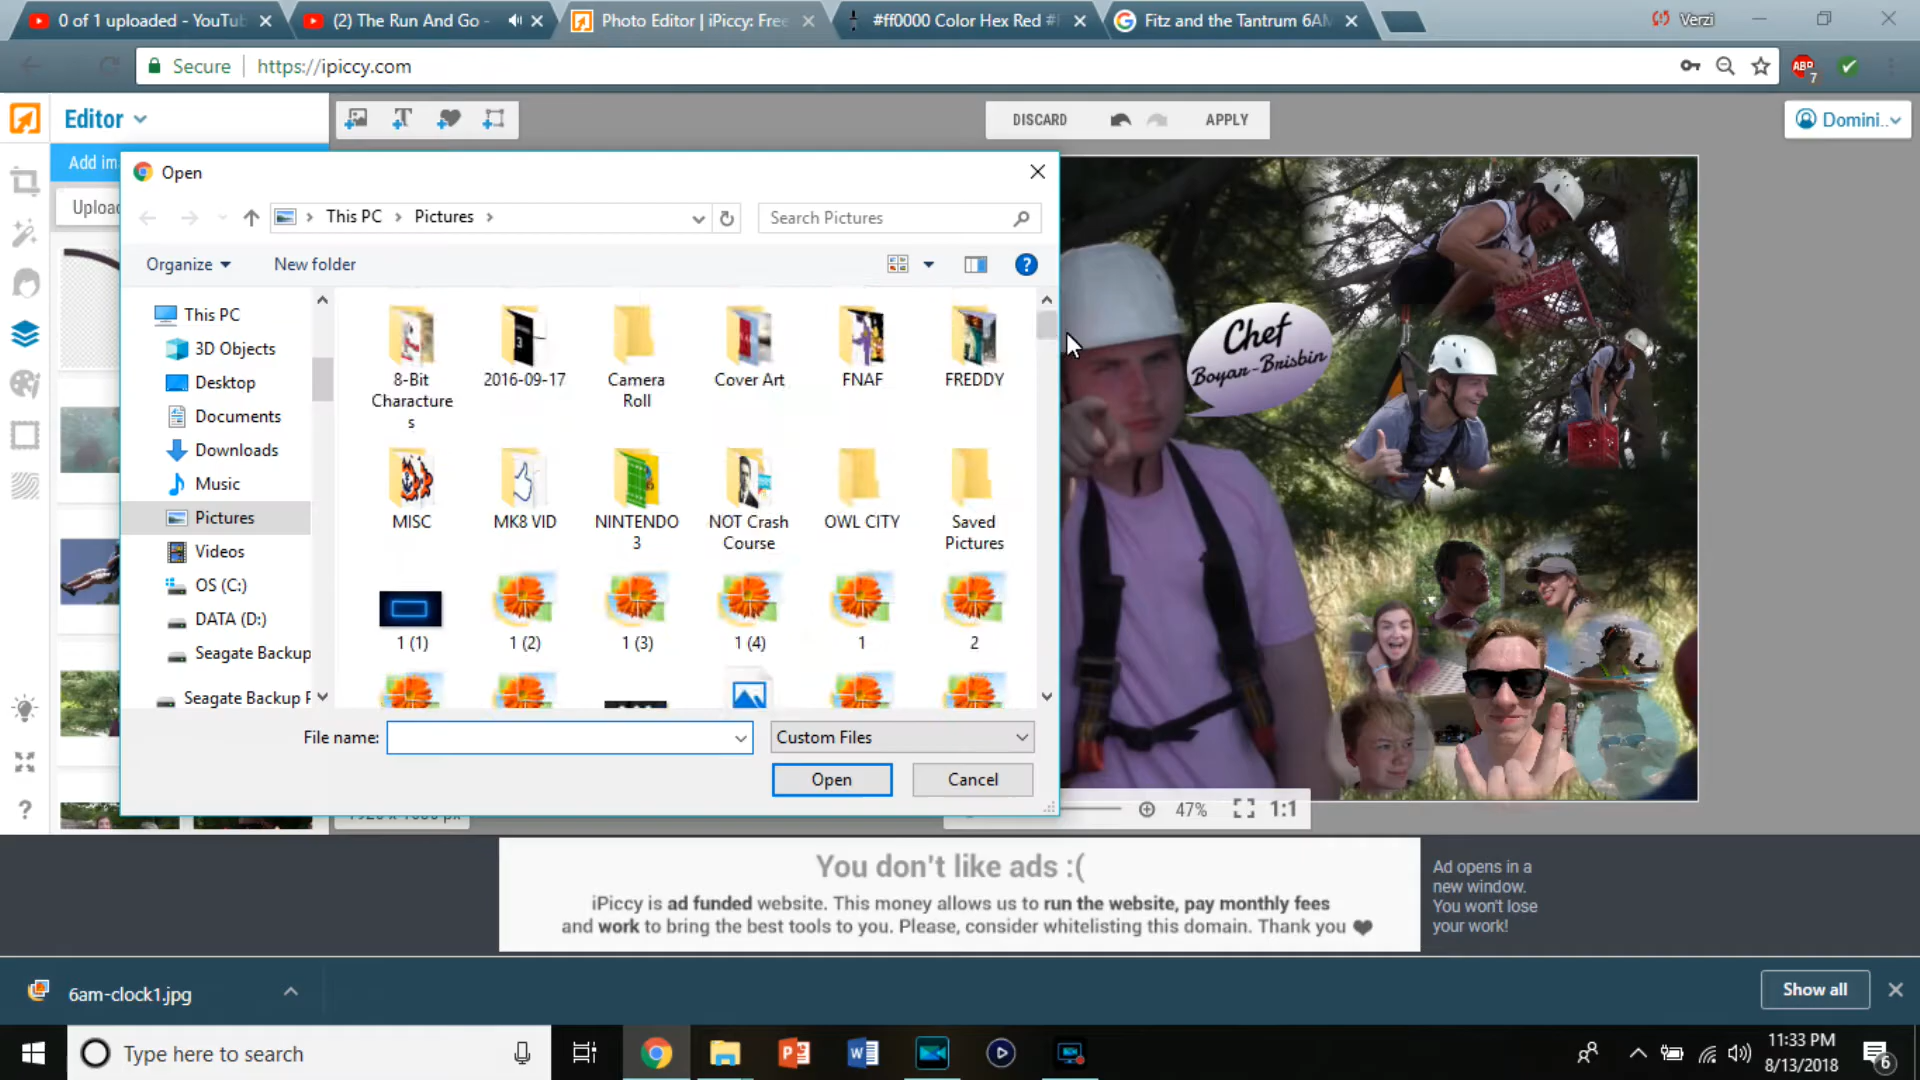 0 of 1 uploaded - YouTub
(2) The Run And Go -
Photo Editor | iPiccy: Free
#ff0000 Color Hex Red #F
Fitz and the Tantrum 6AM
Verzi
Secure
https://ipiccy.com
ABP
7
Editor
DISCARD
APPLY
Domini..
Add im
Open
Upload
This PC
Pictures
Search Pictures
Organize
New folder
This PC
3D Objects
Desktop
Documents
Downloads
Music
Pictures
Videos
OS (C:)
DATA (D:)
Seagate Backup
Seagate Backup P
8-Bit
Characture
s
2016-09-17
Camera
Roll
Cover Art
FNAF
FREDDY
MISC
MK8 VID
NINTENDO
3
NOT Crash
Course
OWL CITY
Saved
Pictures
1 (1)
1 (2)
1 (3)
1 (4)
1
2
File name:
Custom Files
Open
Cancel
Chef
Boyar-Brisbin
47%
1:1
You don't like ads :(
iPiccy is ad funded website. This money allows us to run the website, pay monthly fees
and work to bring the best tools to you. Please, consider whitelisting this domain. Thank you ❤
Ad opens in a
new window.
You won't lose
your work!
6am-clock1.jpg
Show all
Type here to search
11:33 PM
8/13/2018
6